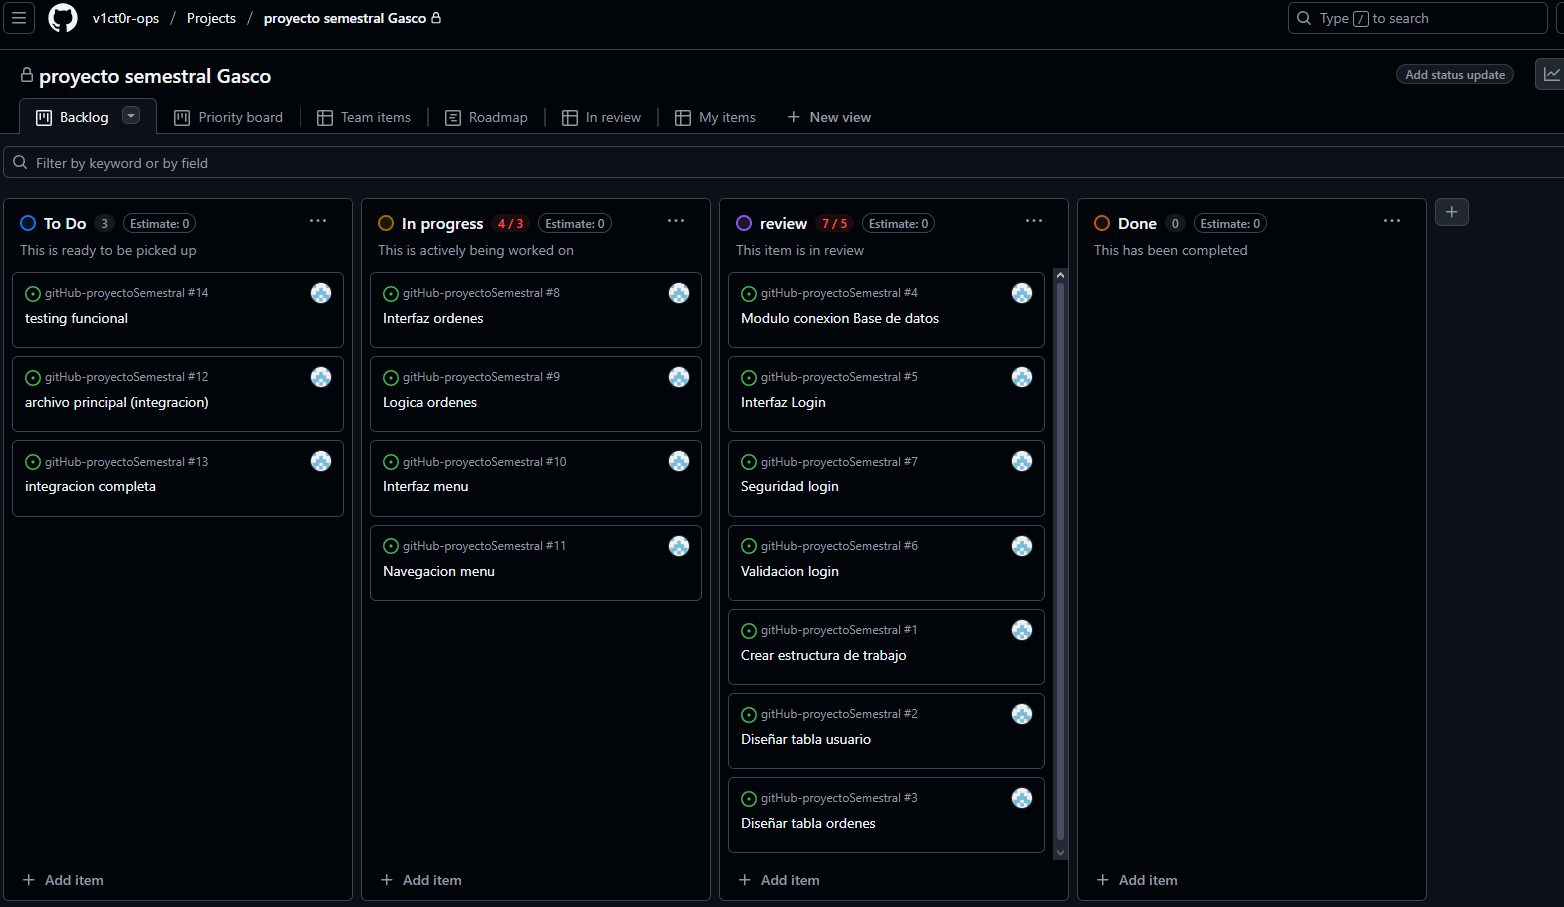 v1ct0r-ops / Projects / proyecto semestral Gasco
Type / to search
proyecto semestral Gasco
Add status update
Backlog
Priority board
Team items
Roadmap
In review
My items
New view
Filter by keyword or by field
To Do 3 Estimate: 0
This is ready to be picked up
gitHub-proyectoSemestral #14
testing funcional
gitHub-proyectoSemestral #12
archivo principal (integracion)
gitHub-proyectoSemestral #13
integracion completa
Add item
In progress 4 / 3 Estimate: 0
This is actively being worked on
gitHub-proyectoSemestral #8
Interfaz ordenes
gitHub-proyectoSemestral #9
Logica ordenes
gitHub-proyectoSemestral #10
Interfaz menu
gitHub-proyectoSemestral #11
Navegacion menu
Add item
review 7 / 5 Estimate: 0
This item is in review
gitHub-proyectoSemestral #4
Modulo conexion Base de datos
gitHub-proyectoSemestral #5
Interfaz Login
gitHub-proyectoSemestral #7
Seguridad login
gitHub-proyectoSemestral #6
Validacion login
gitHub-proyectoSemestral #1
Crear estructura de trabajo
gitHub-proyectoSemestral #2
Diseñar tabla usuario
gitHub-proyectoSemestral #3
Diseñar tabla ordenes
Add item
Done 0 Estimate: 0
This has been completed
Add item